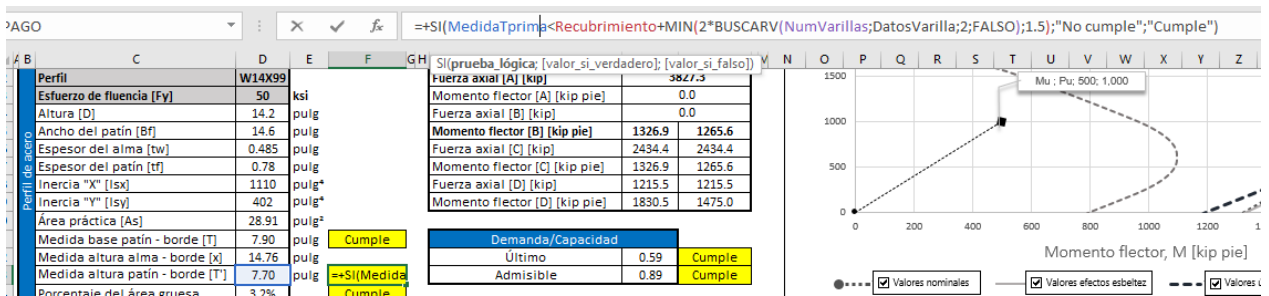 PAGO
=+SI(MedidaTprima<Recubrimiento+MIN(2*BUSCARV(NumVarillas;DatosVarilla;2;FALSO);1.5);"No cumple";"Cumple")
SI(prueba_lógica; [valor_si_verdadero]; [valor_si_falso])
B C D E F G H N O P Q R S T U V W X Y Z
Perfil de acero
Perfil W14X99
Esfuerzo de fluencia [Fy] 50 ksi
Altura [D] 14.2 pulg
Ancho del patín [Bf] 14.6 pulg
Espesor del alma [tw] 0.485 pulg
Espesor del patín [tf] 0.78 pulg
Inercia "X" [Isx] 1110 pulg⁴
Inercia "Y" [Isy] 402 pulg⁴
Área práctica [As] 28.91 pulg²
Medida base patín - borde [T] 7.90 pulg Cumple
Medida altura alma - borde [x] 14.76 pulg
Medida altura patín - borde [T'] 7.70 pulg =+SI(Medida
Porcentaje del área gruesa 3.2% Cumple
Fuerza axial [A] [kip] 3827.3
Momento flector [A] [kip pie] 0.0
Fuerza axial [B] [kip] 0.0
Momento flector [B] [kip pie] 1326.9 1265.6
Fuerza axial [C] [kip] 2434.4 2434.4
Momento flector [C] [kip pie] 1326.9 1265.6
Fuerza axial [D] [kip] 1215.5 1215.5
Momento flector [D] [kip pie] 1830.5 1475.0
Demanda/Capacidad
Último 0.59 Cumple
Admisible 0.89 Cumple
1500
1000
500
0
Mu ; Pu; 500; 1,000
0 200 400 600 800 1000 1200
Momento flector, M [kip pie]
Valores nominales Valores efectos esbeltez Valores